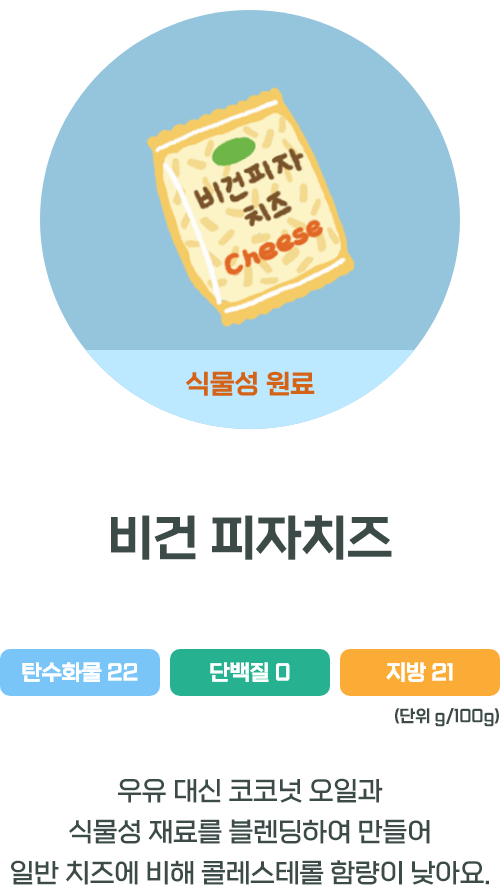 비건피자
치즈
Cheese
식물성 원료
비건 피자치즈
탄수화물 22 단백질 0 지방 21
(단위 g/100g)
우유 대신 코코넛 오일과
식물성 재료를 블렌딩하여 만들어
일반 치즈에 비해 콜레스테롤 함량이 낮아요.